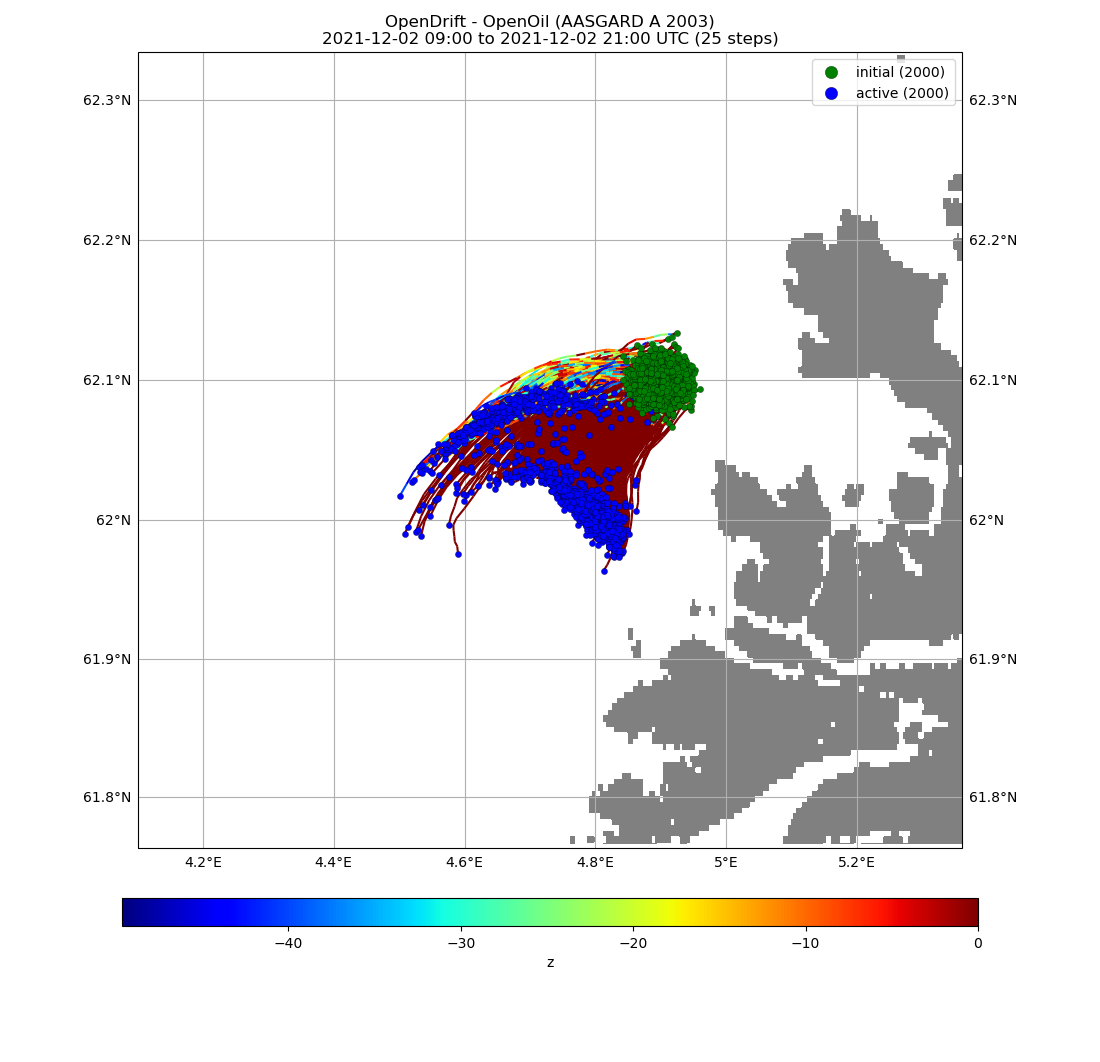 OpenDrift - OpenOil (AASGARD A 2003)
2021-12-02 09:00 to 2021-12-02 21:00 UTC (25 steps)
initial (2000)
active (2000)
62.3°N 62.3°N
62.2°N 62.2°N
62.1°N 62.1°N
62°N 62°N
61.9°N 61.9°N
61.8°N 61.8°N
4.2°E 4.4°E 4.6°E 4.8°E 5°E 5.2°E
−40 −30 −20 −10 0
z